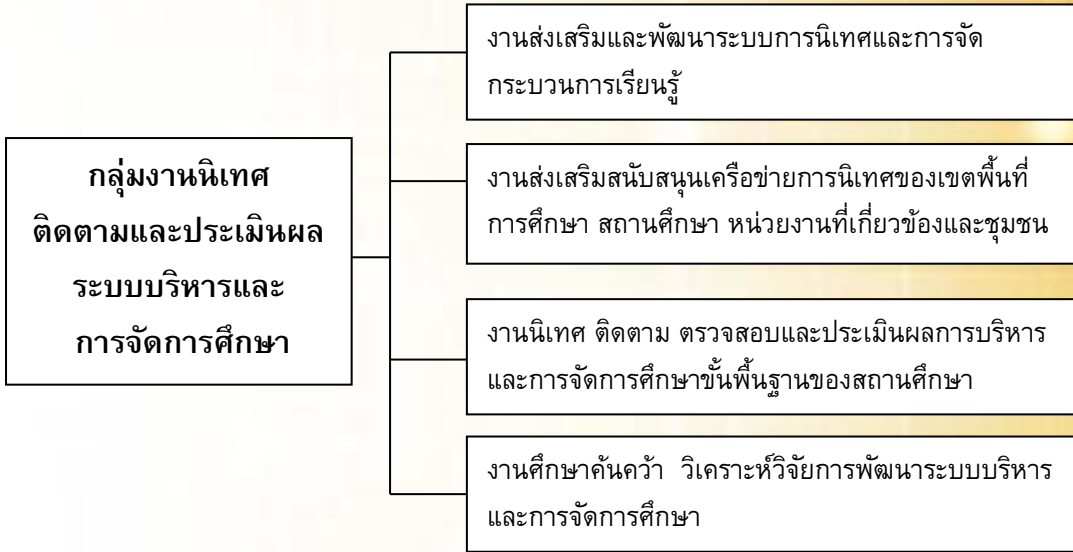 กลุ่มงานนิเทศ
ติดตามและประเมินผล
ระบบบริหารและ
การจัดการศึกษา
งานส่งเสริมและพัฒนาระบบการนิเทศและการจัด
กระบวนการเรียนรู้
งานส่งเสริมสนับสนุนเครือข่ายการนิเทศของเขตพื้นที่
การศึกษา สถานศึกษา หน่วยงานที่เกี่ยวข้องและชุมชน
งานนิเทศ ติดตาม ตรวจสอบและประเมินผลการบริหาร
และการจัดการศึกษาขั้นพื้นฐานของสถานศึกษา
งานศึกษาค้นคว้า วิเคราะห์วิจัยการพัฒนาระบบบริหาร
และการจัดการศึกษา